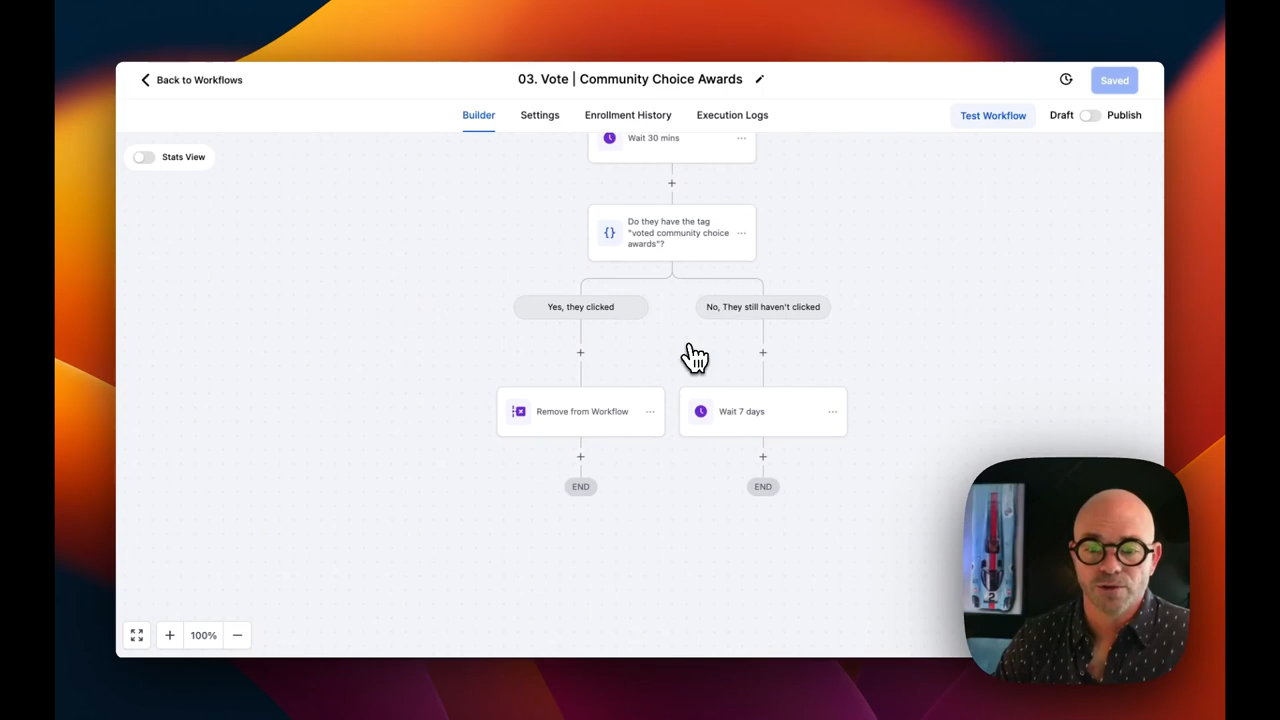 Back to Workflows
03. Vote | Community Choice Awards
Saved
Builder
Settings
Enrollment History
Execution Logs
Test Workflow
Draft
Publish
Stats View
Wait 30 mins
Do they have the tag
"voted community choice
awards"?
Yes, they clicked
No, They still haven't clicked
Remove from Workflow
Wait 7 days
END
END
100%
2